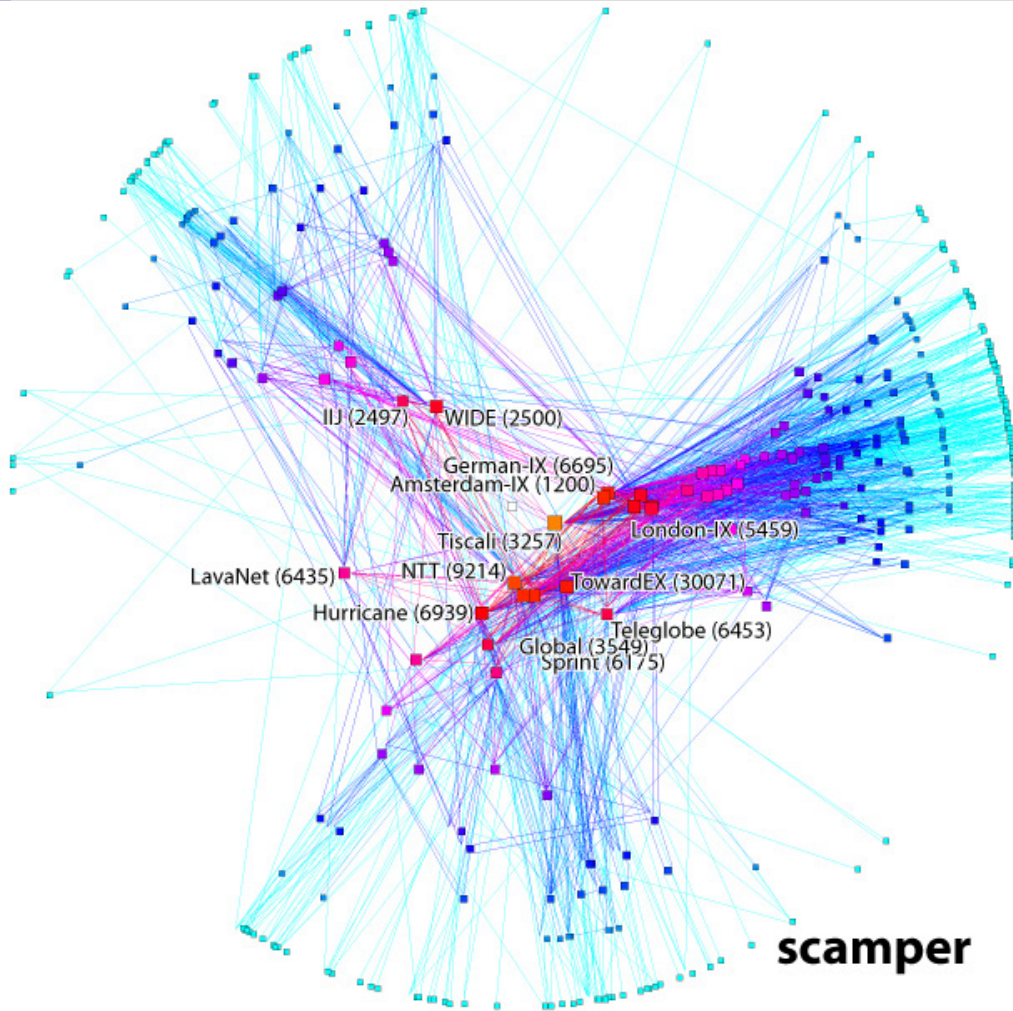 IIJ (2497)
WIDE (2500)
German-IX (6695)
Amsterdam-IX (1200)
London-IX (5459)
Tiscali (3257)
NTT (9214)
LavaNet (6435)
TowardEX (30071)
Hurricane (6939)
Teleglobe (6453)
Global (3549)
Sprint (6175)
scamper